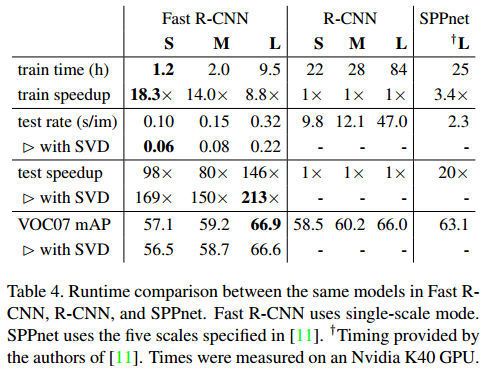 Fast R-CNN R-CNN SPPnet
S M L S M L †L
train time (h) 1.2 2.0 9.5 22 28 84 25
train speedup 18.3× 14.0× 8.8× 1× 1× 1× 3.4×
test rate (s/im) 0.10 0.15 0.32 9.8 12.1 47.0 2.3
▷ with SVD 0.06 0.08 0.22 - - - -
test speedup 98× 80× 146× 1× 1× 1× 20×
▷ with SVD 169× 150× 213× - - - -
VOC07 mAP 57.1 59.2 66.9 58.5 60.2 66.0 63.1
▷ with SVD 56.5 58.7 66.6 - - - -
Table 4. Runtime comparison between the same models in Fast R-
CNN, R-CNN, and SPPnet. Fast R-CNN uses single-scale mode.
SPPnet uses the five scales specified in [11]. †Timing provided by
the authors of [11]. Times were measured on an Nvidia K40 GPU.